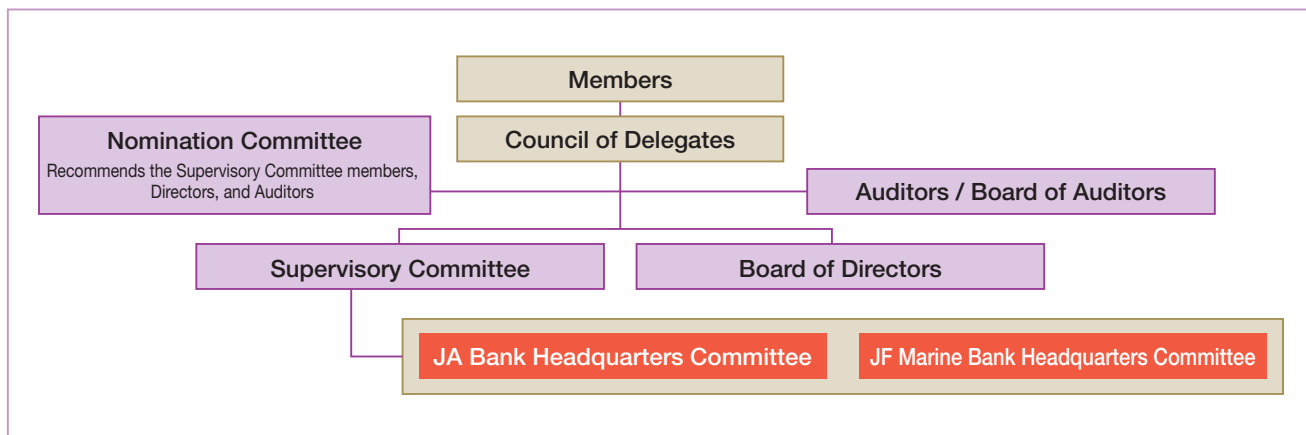 Members
Council of Delegates
Nomination Committee
Recommends the Supervisory Committee members,
Directors, and Auditors
Auditors / Board of Auditors
Supervisory Committee
Board of Directors
JA Bank Headquarters Committee
JF Marine Bank Headquarters Committee